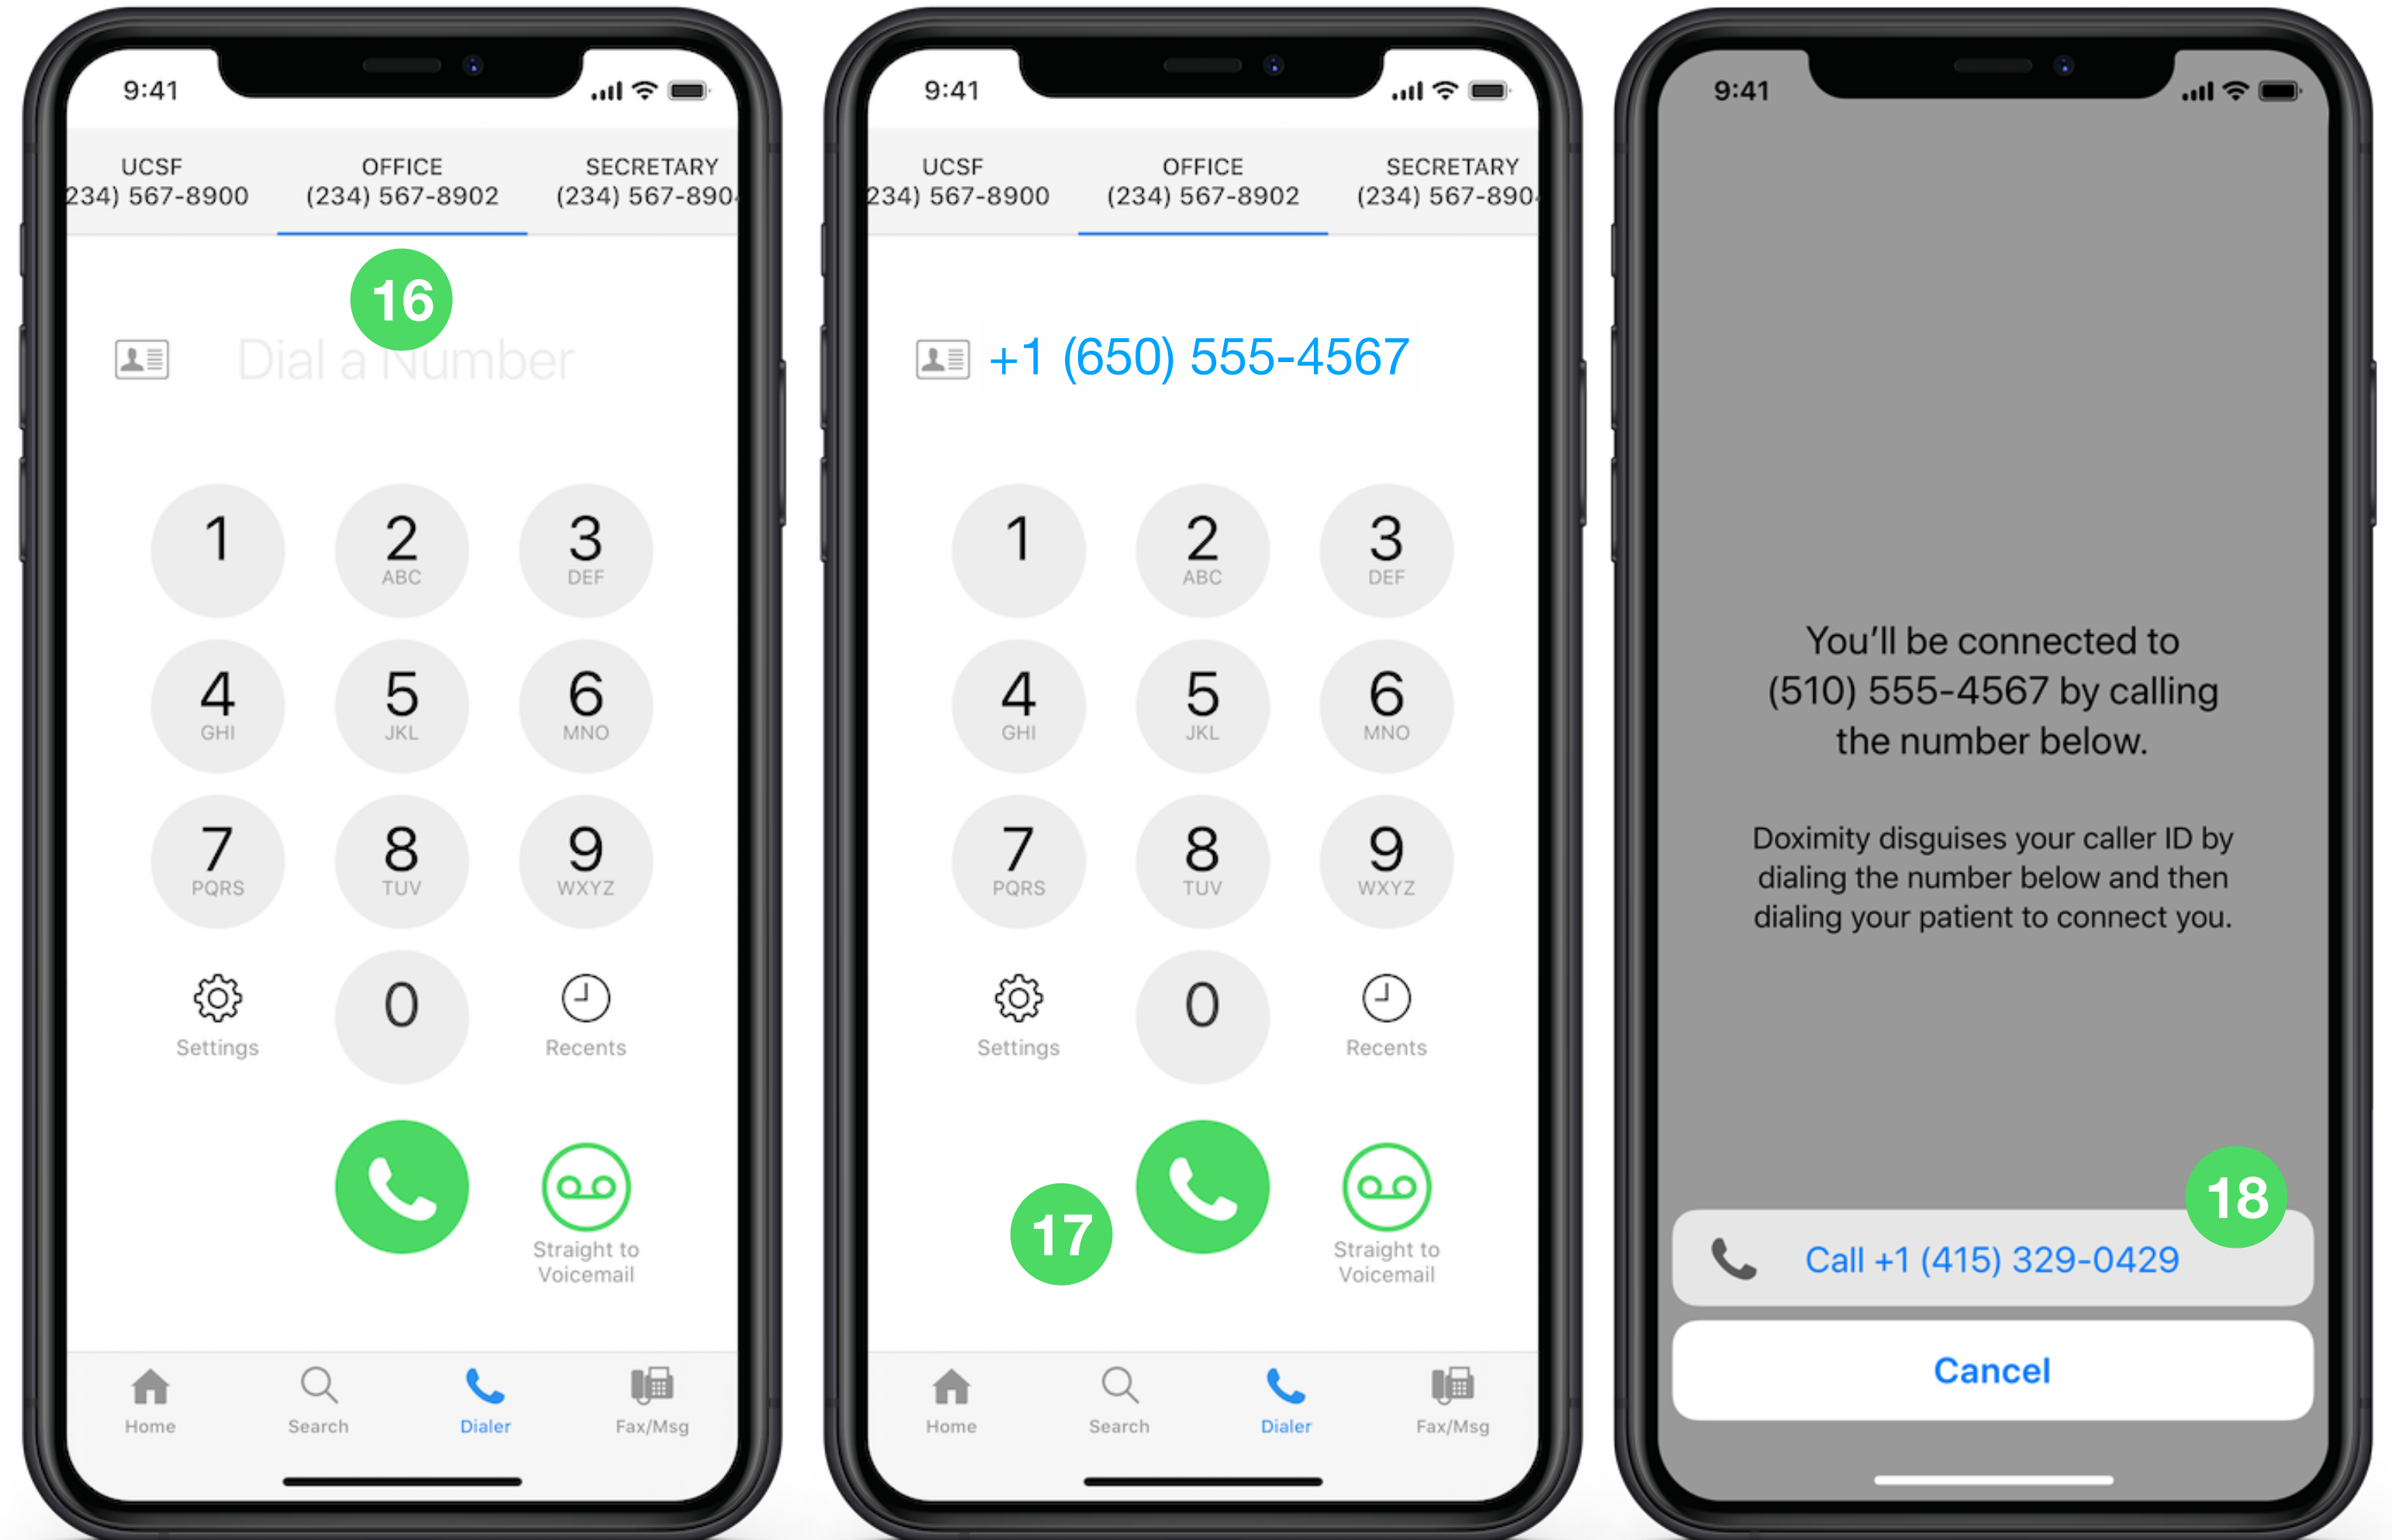 9:41
UCSF
234) 567-8900
OFFICE
(234) 567-8902
SECRETARY
(234) 567-890
16
Dial a Number
1
2
ABC
3
DEF
4
GHI
5
JKL
6
MNO
7
PQRS
8
TUV
9
WXYZ
Settings
0
Recents
Straight to
Voicemail
Home
Search
Dialer
Fax/Msg
9:41
UCSF
234) 567-8900
OFFICE
(234) 567-8902
SECRETARY
(234) 567-890
+1 (650) 555-4567
1
2
ABC
3
DEF
4
GHI
5
JKL
6
MNO
7
PQRS
8
TUV
9
WXYZ
Settings
0
Recents
17
Straight to
Voicemail
Home
Search
Dialer
Fax/Msg
9:41
You’ll be connected to
(510) 555-4567 by calling
the number below.
Doximity disguises your caller ID by
dialing the number below and then
dialing your patient to connect you.
18
Call +1 (415) 329-0429
Cancel